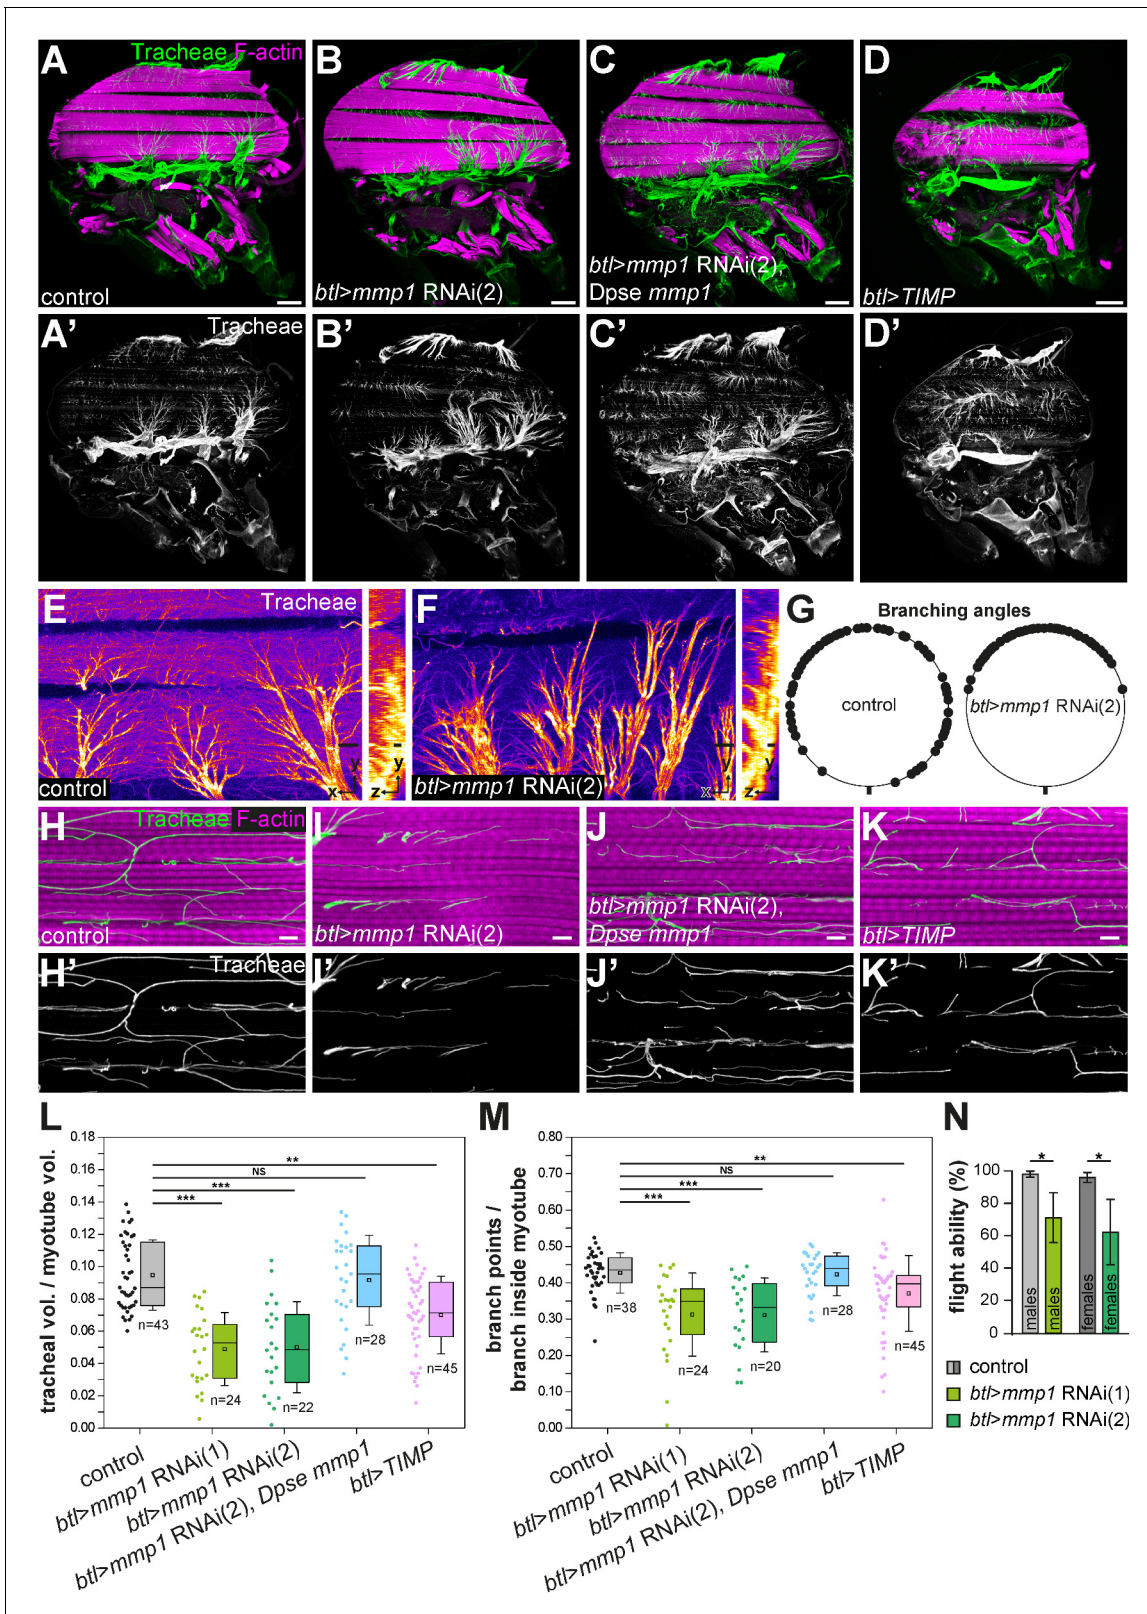 A
Tracheae F-actin
control
B
btl>mmp1 RNAi(2)
C
btl>mmp1 RNAi(2),
Dpse mmp1
D
btl>TIMP
A'
Tracheae
B'
C'
D'
E
Tracheae
control
y
x
y
z
F
btl>mmp1 RNAi(2)
y
x
y
z
G
Branching angles
control
btl>mmp1 RNAi(2)
H
Tracheae F-actin
control
I
btl>mmp1 RNAi(2)
J
btl>mmp1 RNAi(2),
Dpse mmp1
K
btl>TIMP
H'
Tracheae
I'
J'
K'
L
tracheal vol. / myotube vol.
0.18
0.16
0.14
0.12
0.10
0.08
0.06
0.04
0.02
0.00
**
NS
***
***
n=43
n=24
n=22
n=28
n=45
control
btl>mmp1 RNAi(1)
btl>mmp1 RNAi(2)
btl>mmp1 RNAi(2), Dpse mmp1
btl>TIMP
M
branch points /
branch inside myotube
0.80
0.70
0.60
0.50
0.40
0.30
0.20
0.10
0.00
**
NS
***
***
n=38
n=24
n=20
n=28
n=45
control
btl>mmp1 RNAi(1)
btl>mmp1 RNAi(2)
btl>mmp1 RNAi(2), Dpse mmp1
btl>TIMP
N
flight ability (%)
100
80
60
40
20
0
*
*
males
males
females
females
control
btl>mmp1 RNAi(1)
btl>mmp1 RNAi(2)